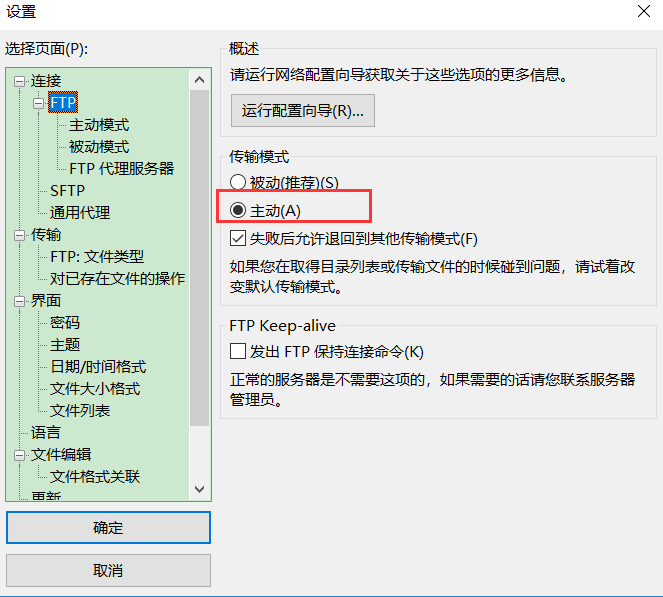 设置
选择页面(P):
连接
FTP
主动模式
被动模式
FTP 代理服务器
SFTP
通用代理
传输
FTP: 文件类型
对已存在文件的操作
界面
密码
主题
日期/时间格式
文件大小格式
文件列表
语言
文件编辑
文件格式关联
更新
确定
取消
概述
请运行网络配置向导获取关于这些选项的更多信息。
运行配置向导(R)...
传输模式
被动(推荐)(S)
主动(A)
失败后允许退回到其他传输模式(F)
如果您在取得目录列表或传输文件的时候碰到问题，请试着改
变默认传输模式。
FTP Keep-alive
发出 FTP 保持连接命令(K)
正常的服务器是不需要这项的，如果需要的话请您联系服务器
管理员。